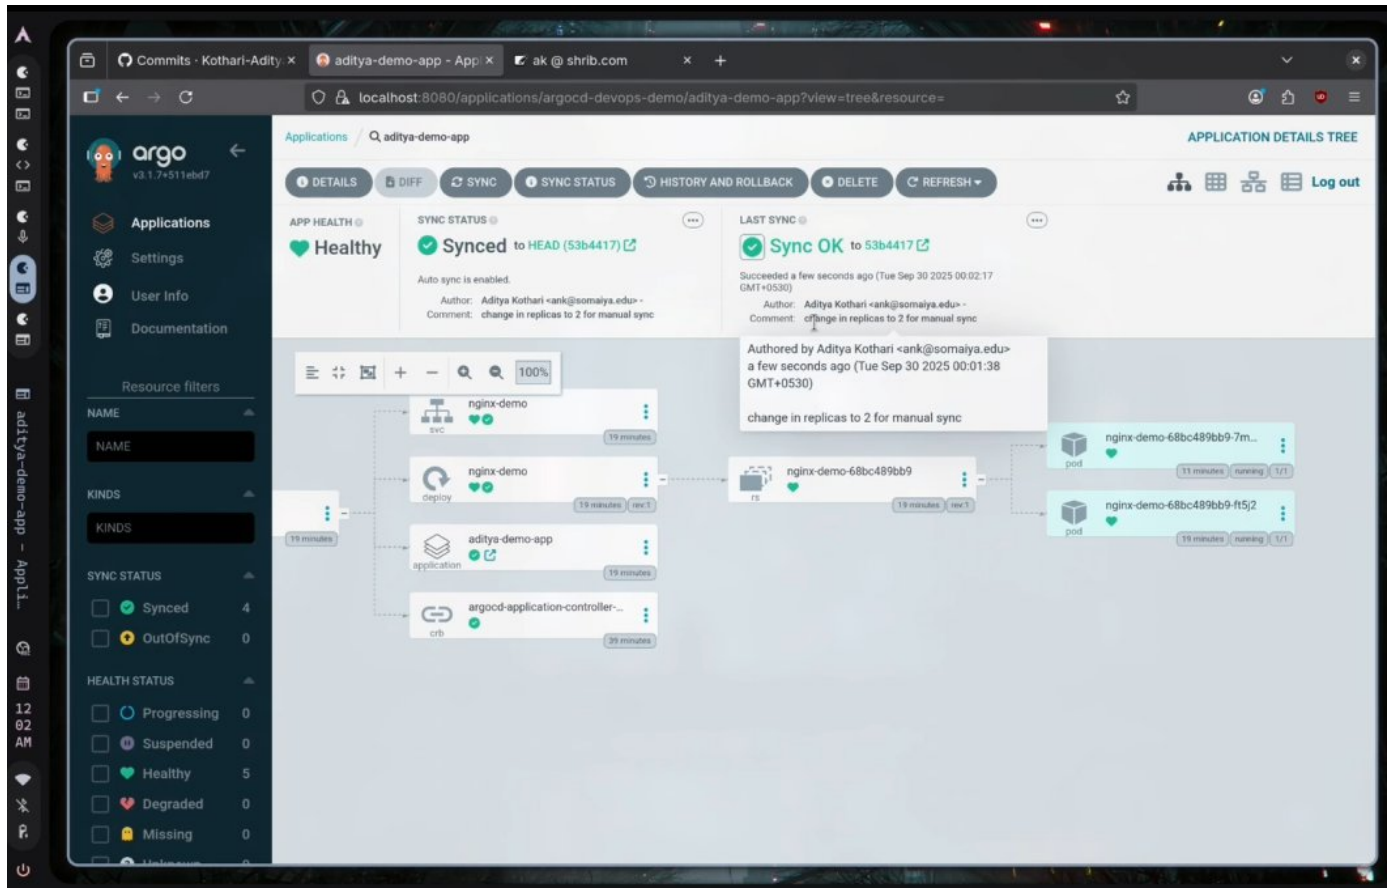 Commits · Kothari-Adity
aditya-demo-app - Appl
ak @ shrib.com
localhost:8080/applications/argocd-devops-demo/aditya-demo-app?view=tree&resource=
argo
v3.1.7+511ebd7
Applications
Settings
User Info
Documentation
Resource filters
NAME
NAME
KINDS
KINDS
SYNC STATUS
Synced 4
OutOfSync 0
HEALTH STATUS
Progressing 0
Suspended 0
Healthy 5
Degraded 0
Missing 0
Applications / aditya-demo-app
APPLICATION DETAILS TREE
DETAILS DIFF SYNC SYNC STATUS HISTORY AND ROLLBACK DELETE REFRESH
Log out
APP HEALTH
Healthy
SYNC STATUS
Synced to HEAD (53b4417)
Auto sync is enabled.
Author: Aditya Kothari <ank@somaiya.edu> -
Comment: change in replicas to 2 for manual sync
LAST SYNC
Sync OK to 53b4417
Succeeded a few seconds ago (Tue Sep 30 2025 00:02:17
GMT+0530)
Author: Aditya Kothari <ank@somaiya.edu> -
Comment: change in replicas to 2 for manual sync
Authored by Aditya Kothari <ank@somaiya.edu>
a few seconds ago (Tue Sep 30 2025 00:01:38
GMT+0530)
change in replicas to 2 for manual sync
100%
19 minutes
nginx-demo
svc
19 minutes
nginx-demo
deploy
19 minutes rev:1
aditya-demo-app
application
19 minutes
argocd-application-controller-...
crb
39 minutes
nginx-demo-68bc489bb9
rs
19 minutes rev:1
nginx-demo-68bc489bb9-7m...
pod
11 minutes running 1/1
nginx-demo-68bc489bb9-ft5j2
pod
19 minutes running 1/1
aditya-demo-app – Appli…
12
02
AM